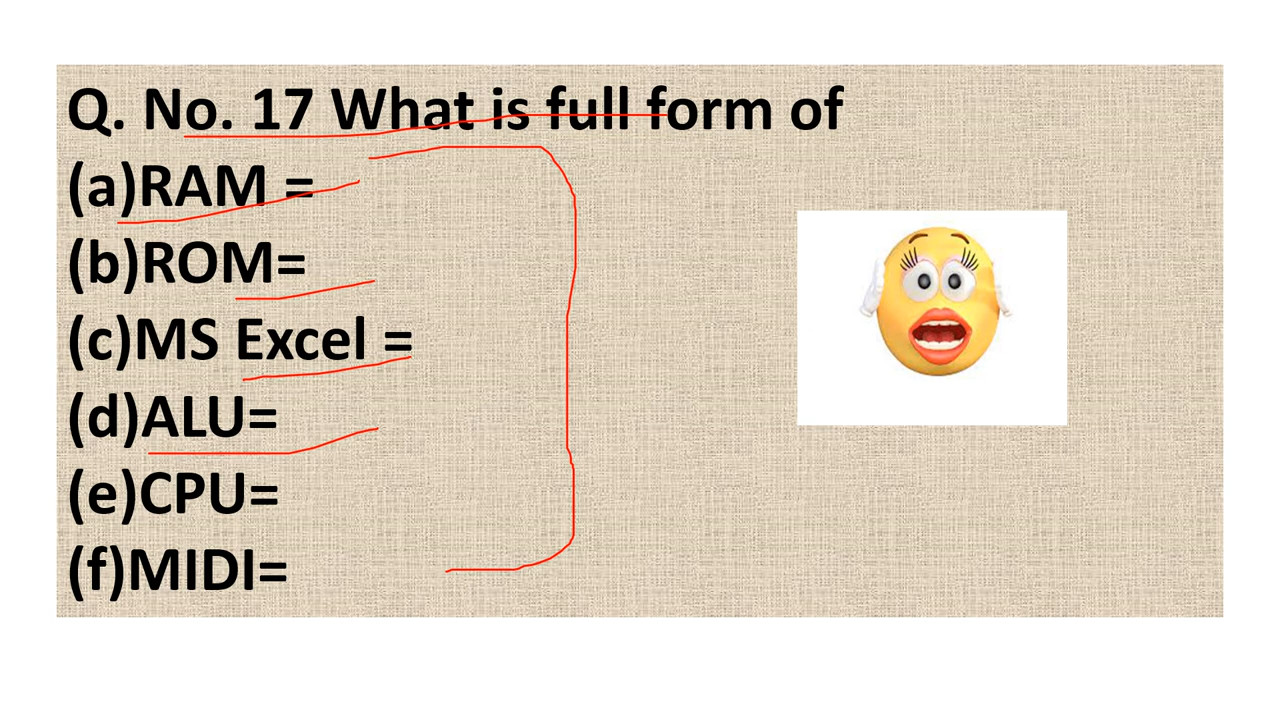 Q. No. 17 What is full form of
(a)RAM =
(b)ROM=
(c)MS Excel =
(d)ALU=
(e)CPU=
(f)MIDI=